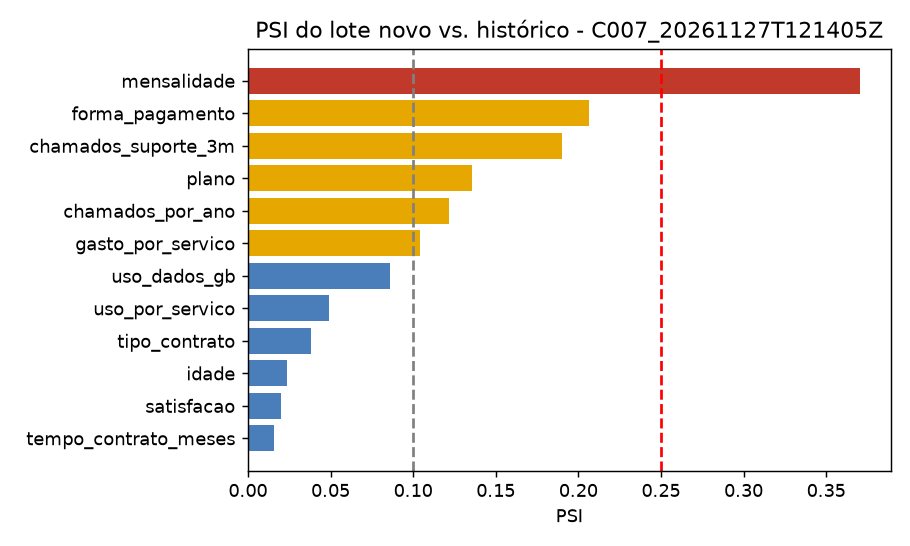 PSI do lote novo vs. histórico - C007_20261127T121405Z
mensalidade
forma_pagamento
chamados_suporte_3m
plano
chamados_por_ano
gasto_por_servico
uso_dados_gb
uso_por_servico
tipo_contrato
idade
satisfacao
tempo_contrato_meses
0.00 0.05 0.10 0.15 0.20 0.25 0.30 0.35
PSI